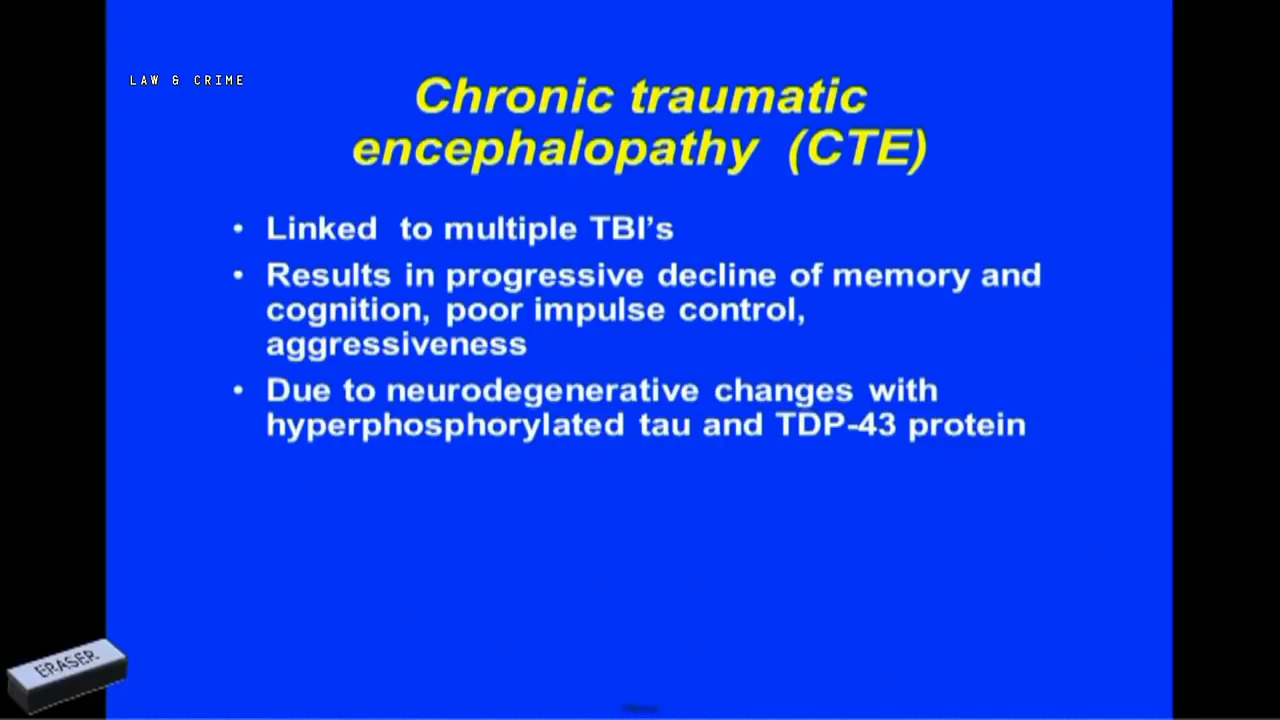 LAW & CRIME
Chronic traumatic
encephalopathy (CTE)
• Linked to multiple TBI’s
• Results in progressive decline of memory and
cognition, poor impulse control,
aggressiveness
• Due to neurodegenerative changes with
hyperphosphorylated tau and TDP-43 protein
ERASER